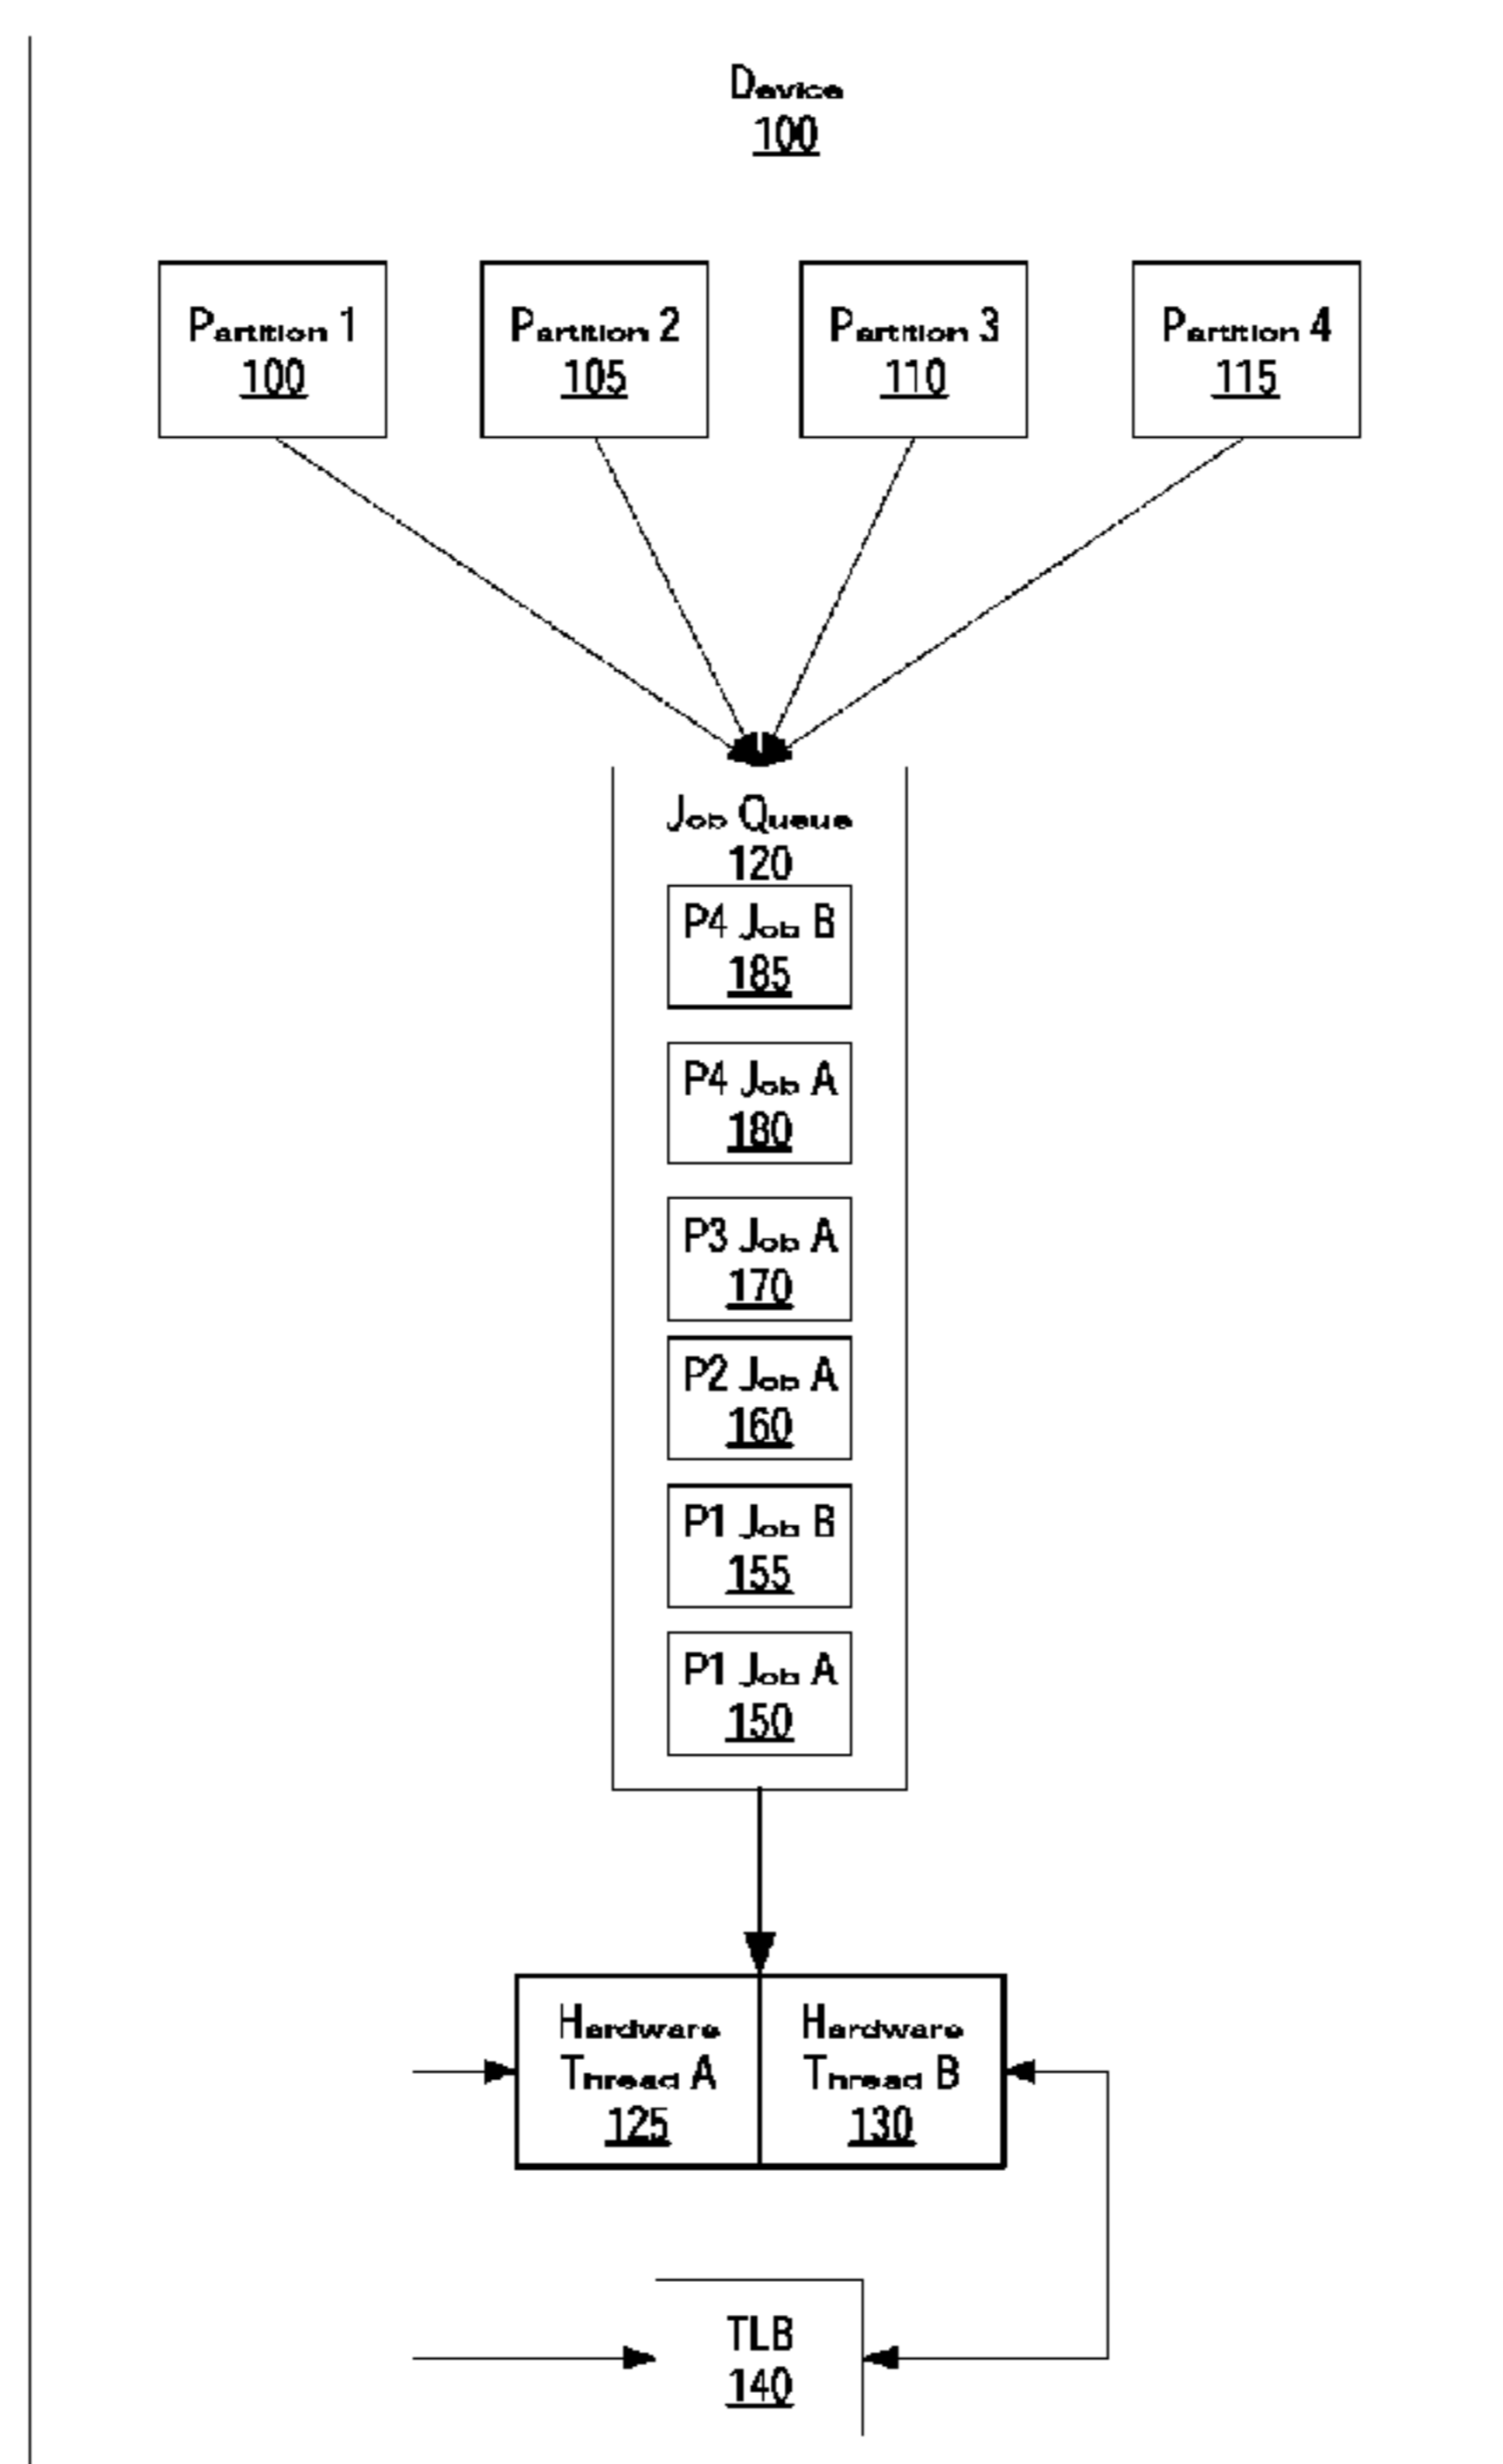 Device
100
Partition 1
100
Partition 2
105
Partition 3
110
Partition 4
115
Job Queue
120
P4 Job B
185
P4 Job A
180
P3 Job A
170
P2 Job A
160
P1 Job B
155
P1 Job A
150
Hardware
Thread A
125
Hardware
Thread B
130
TLB
140